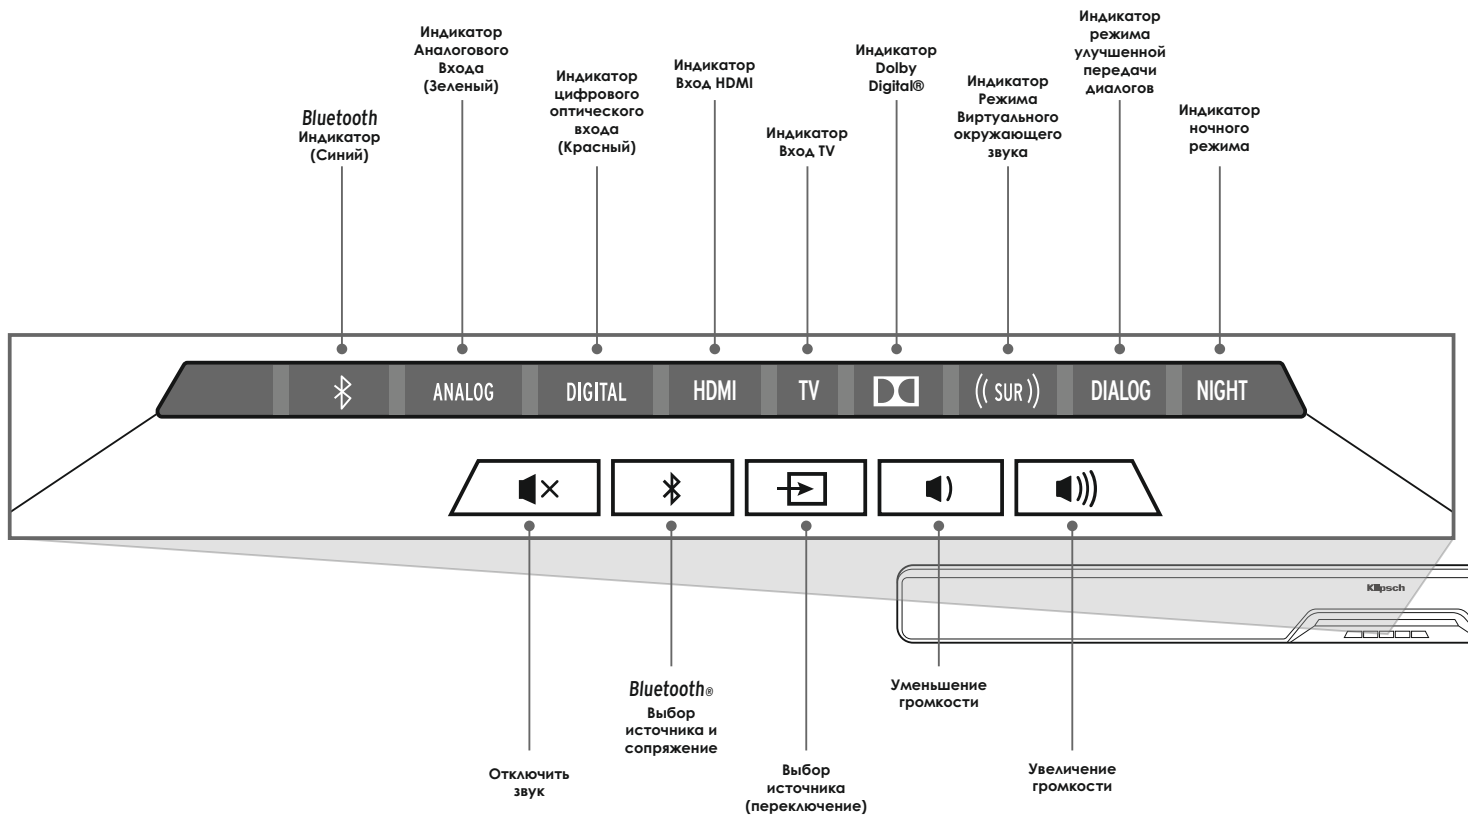 Bluetooth
Индикатор
(Синий)
Индикатор
Аналогового
Входа
(Зеленый)
Индикатор
цифрового
оптического
входа
(Красный)
Индикатор
Вход HDMI
Индикатор
Вход TV
Индикатор
Dolby
Digital®
Индикатор
Режима
Виртуального
окружающего
звука
Индикатор
режима
улучшенной
передачи
диалогов
Индикатор
ночного
режима
ANALOG DIGITAL HDMI TV ((SUR)) DIALOG NIGHT
Klipsch
Отключить
звук
Bluetooth®
Выбор
источника и
сопряжение
Выбор
источника
(переключение)
Уменьшение
громкости
Увеличение
громкости